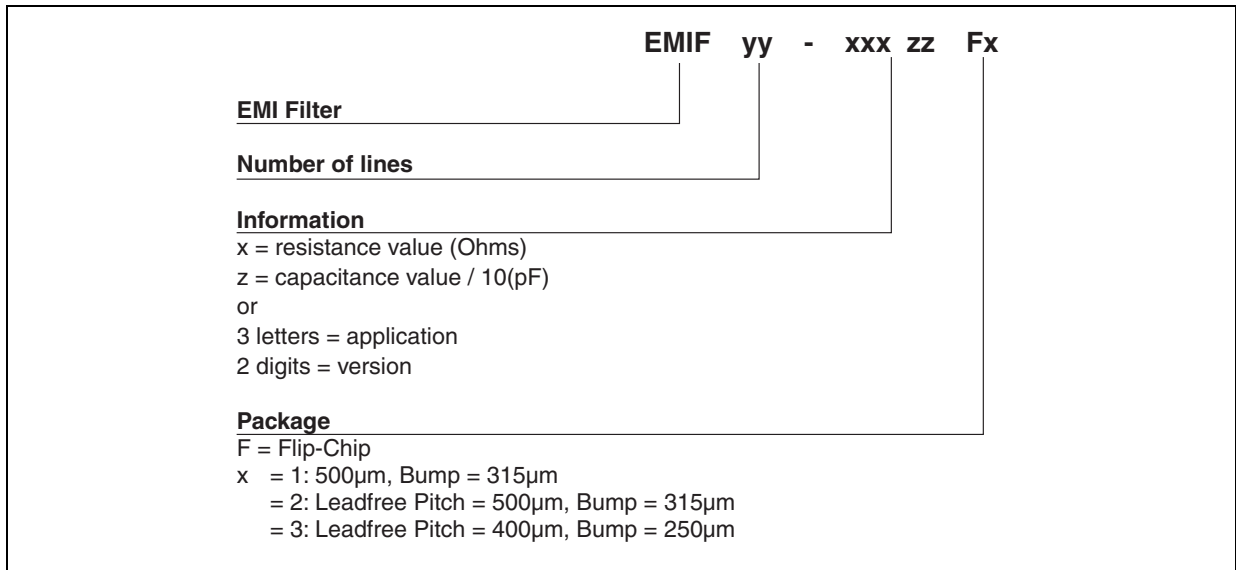 EMIF yy - xxx zz Fx
EMI Filter
Number of lines
Information
x = resistance value (Ohms)
z = capacitance value / 10(pF)
or
3 letters = application
2 digits = version
Package
F = Flip-Chip
x = 1: 500µm, Bump = 315µm
= 2: Leadfree Pitch = 500µm, Bump = 315µm
= 3: Leadfree Pitch = 400µm, Bump = 250µm